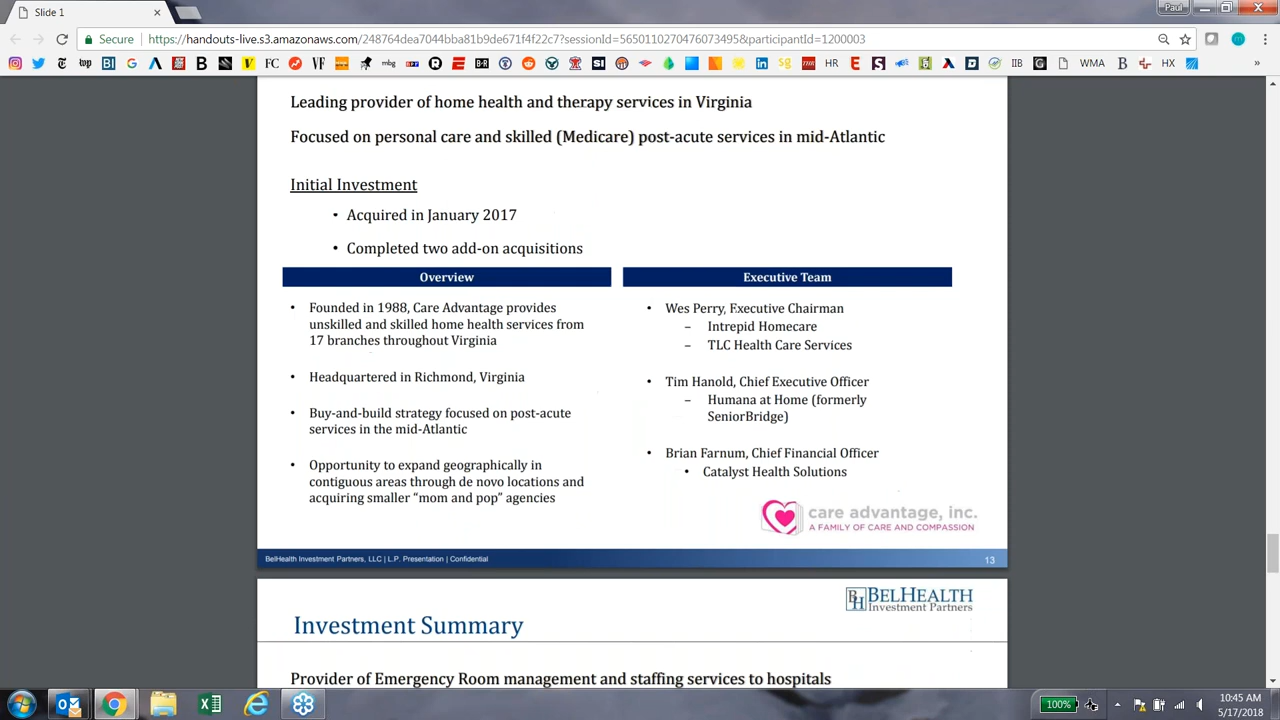 Slide 1
Paul
Secure
https://handouts-live.s3.amazonaws.com/248764dea7044bba81b9de671f4f22c7?sessionId=5650110270476073495&participantId=1200003
HR
IIB
WMA
HX
»
Leading provider of home health and therapy services in Virginia
Focused on personal care and skilled (Medicare) post-acute services in mid-Atlantic
Initial Investment
• Acquired in January 2017
• Completed two add-on acquisitions
Overview
• Founded in 1988, Care Advantage provides
unskilled and skilled home health services from
17 branches throughout Virginia
• Headquartered in Richmond, Virginia
• Buy-and-build strategy focused on post-acute
services in the mid-Atlantic
• Opportunity to expand geographically in
contiguous areas through de novo locations and
acquiring smaller “mom and pop” agencies
Executive Team
• Wes Perry, Executive Chairman
– Intrepid Homecare
– TLC Health Care Services
• Tim Hanold, Chief Executive Officer
– Humana at Home (formerly
SeniorBridge)
• Brian Farnum, Chief Financial Officer
• Catalyst Health Solutions
care advantage, inc.
A FAMILY OF CARE AND COMPASSION
BelHealth Investment Partners, LLC | L.P. Presentation | Confidential
13
BH BELHEALTH
Investment Partners
Investment Summary
Provider of Emergency Room management and staffing services to hospitals
100%
10:45 AM
5/17/2018